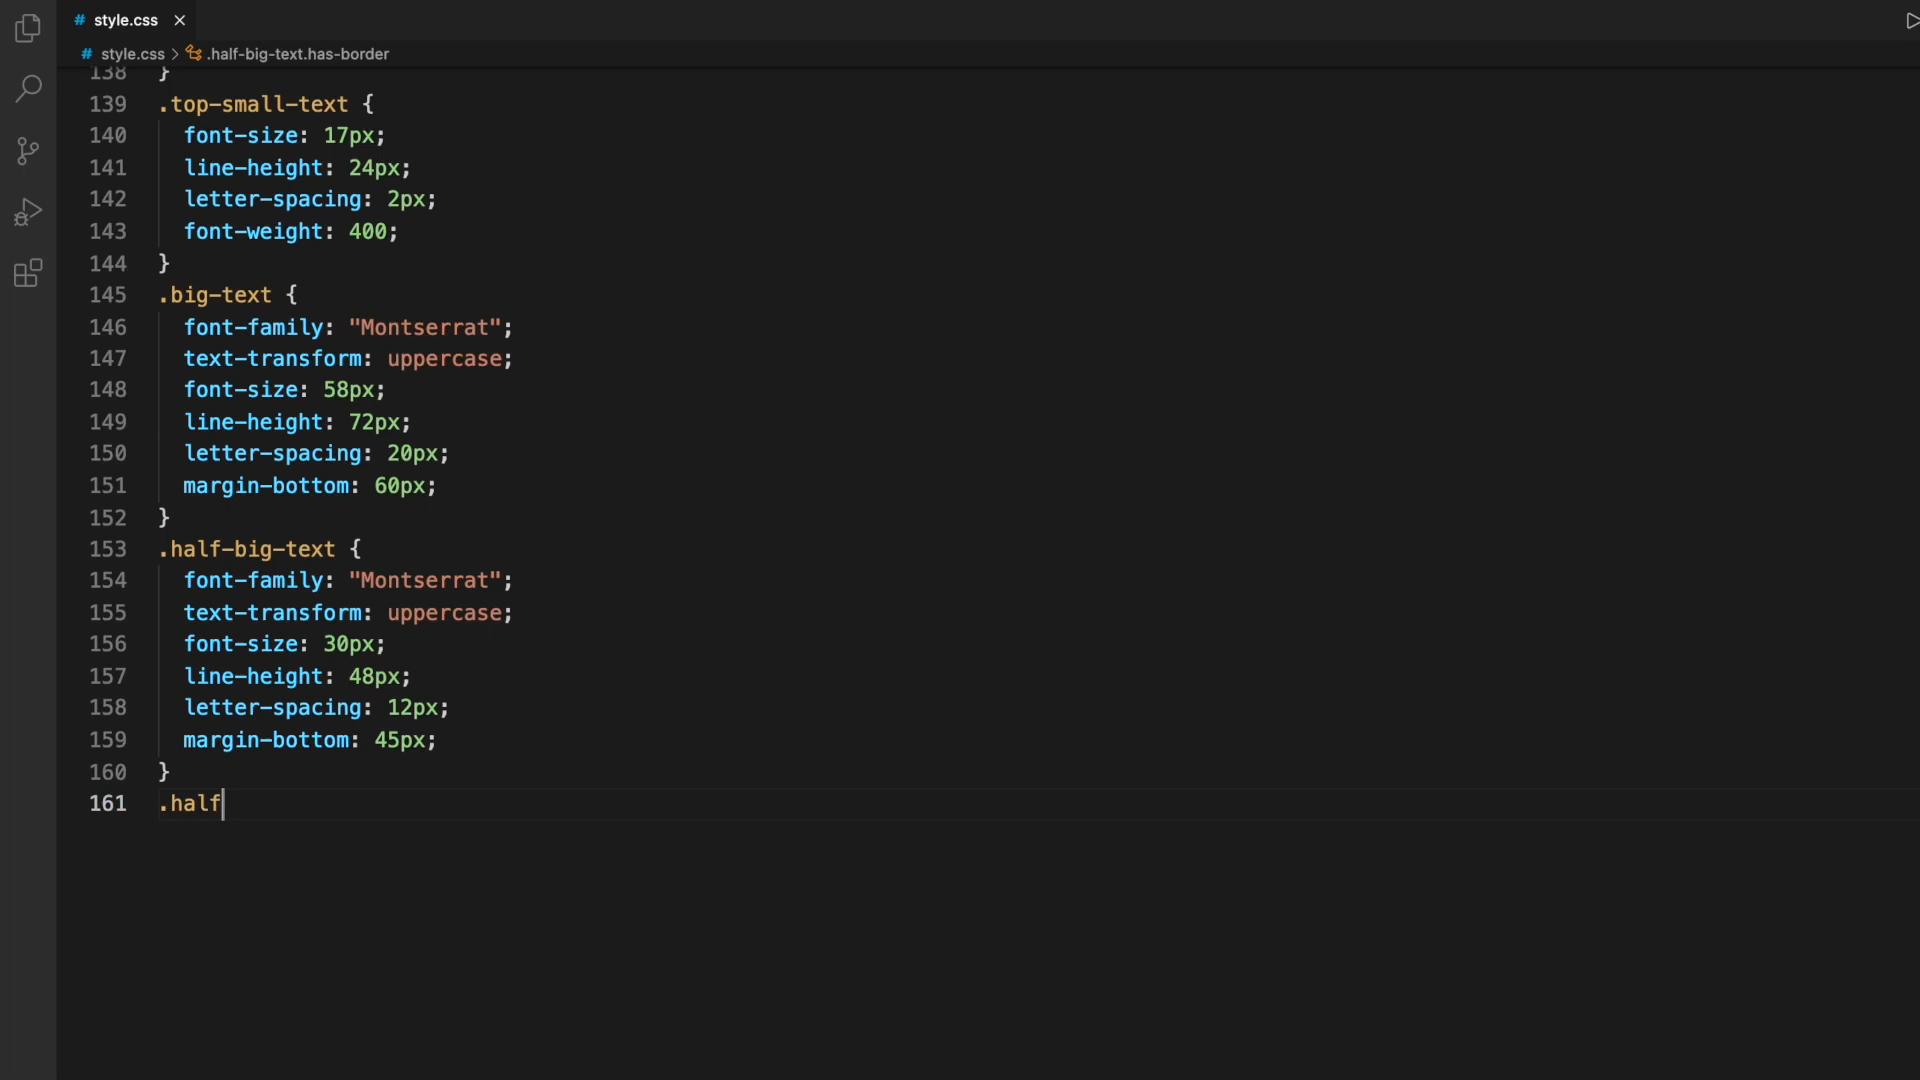 # style.css ×
# style.css > .half-big-text.has-border
138 }
139 .top-small-text {
140 font-size: 17px;
141 line-height: 24px;
142 letter-spacing: 2px;
143 font-weight: 400;
144 }
145 .big-text {
146 font-family: "Montserrat";
147 text-transform: uppercase;
148 font-size: 58px;
149 line-height: 72px;
150 letter-spacing: 20px;
151 margin-bottom: 60px;
152 }
153 .half-big-text {
154 font-family: "Montserrat";
155 text-transform: uppercase;
156 font-size: 30px;
157 line-height: 48px;
158 letter-spacing: 12px;
159 margin-bottom: 45px;
160 }
161 .half